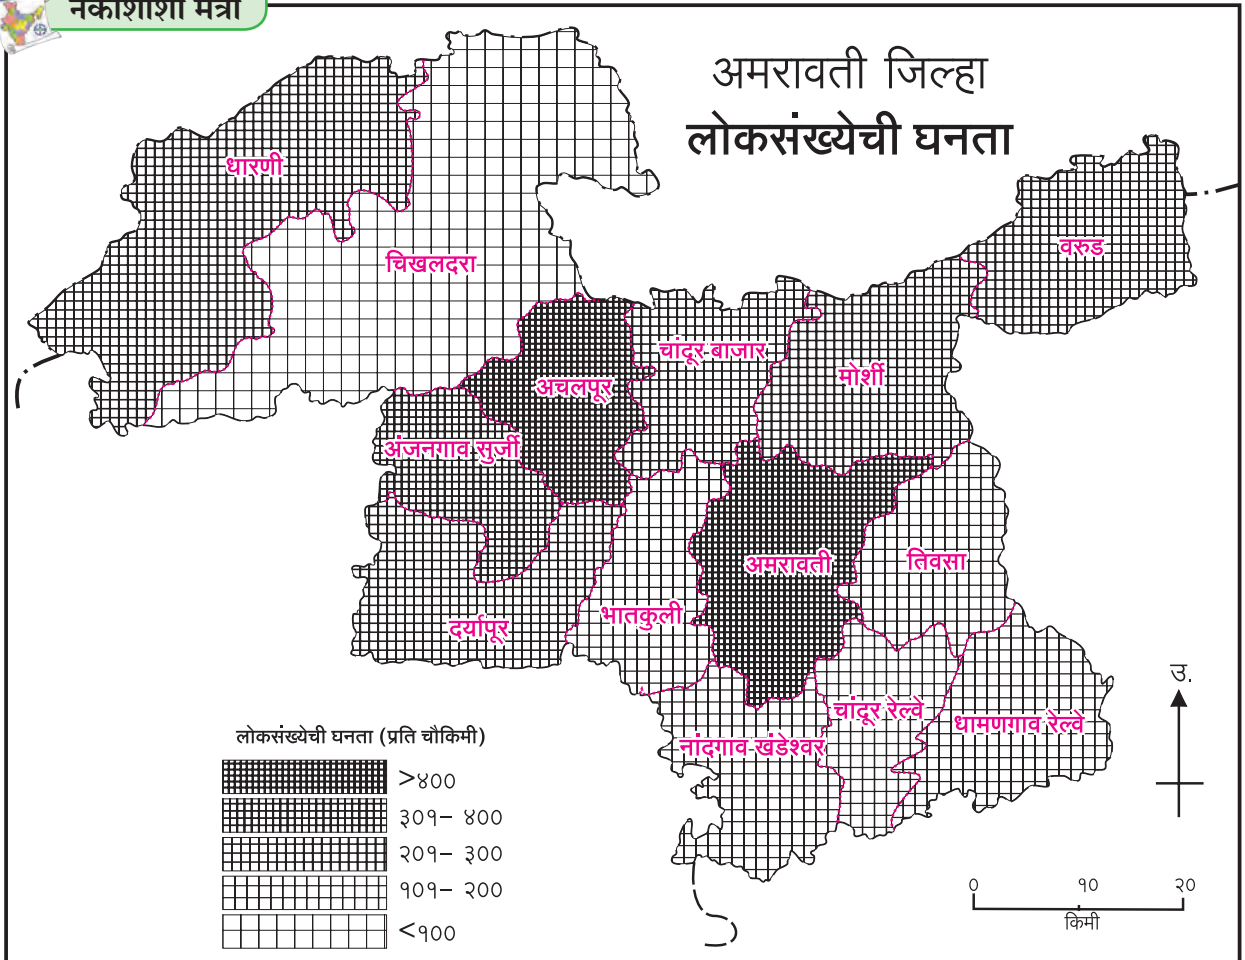 नकाशाशी मैत्री
अमरावती जिल्हा
लोकसंख्येची घनता
धारणी
वरुड
चिखलदरा
चांदूर बाजार
मोर्शी
अचलपूर
अंजनगाव सुर्जी
अमरावती
तिवसा
भातकुली
दर्यापूर
चांदूर रेल्वे
धामणगाव रेल्वे
नांदगाव खंडेश्वर
उ.
लोकसंख्येची घनता (प्रति चौकिमी)
>४००
३०१– ४००
२०१– ३००
१०१– २००
<१००
० १० २०
किमी